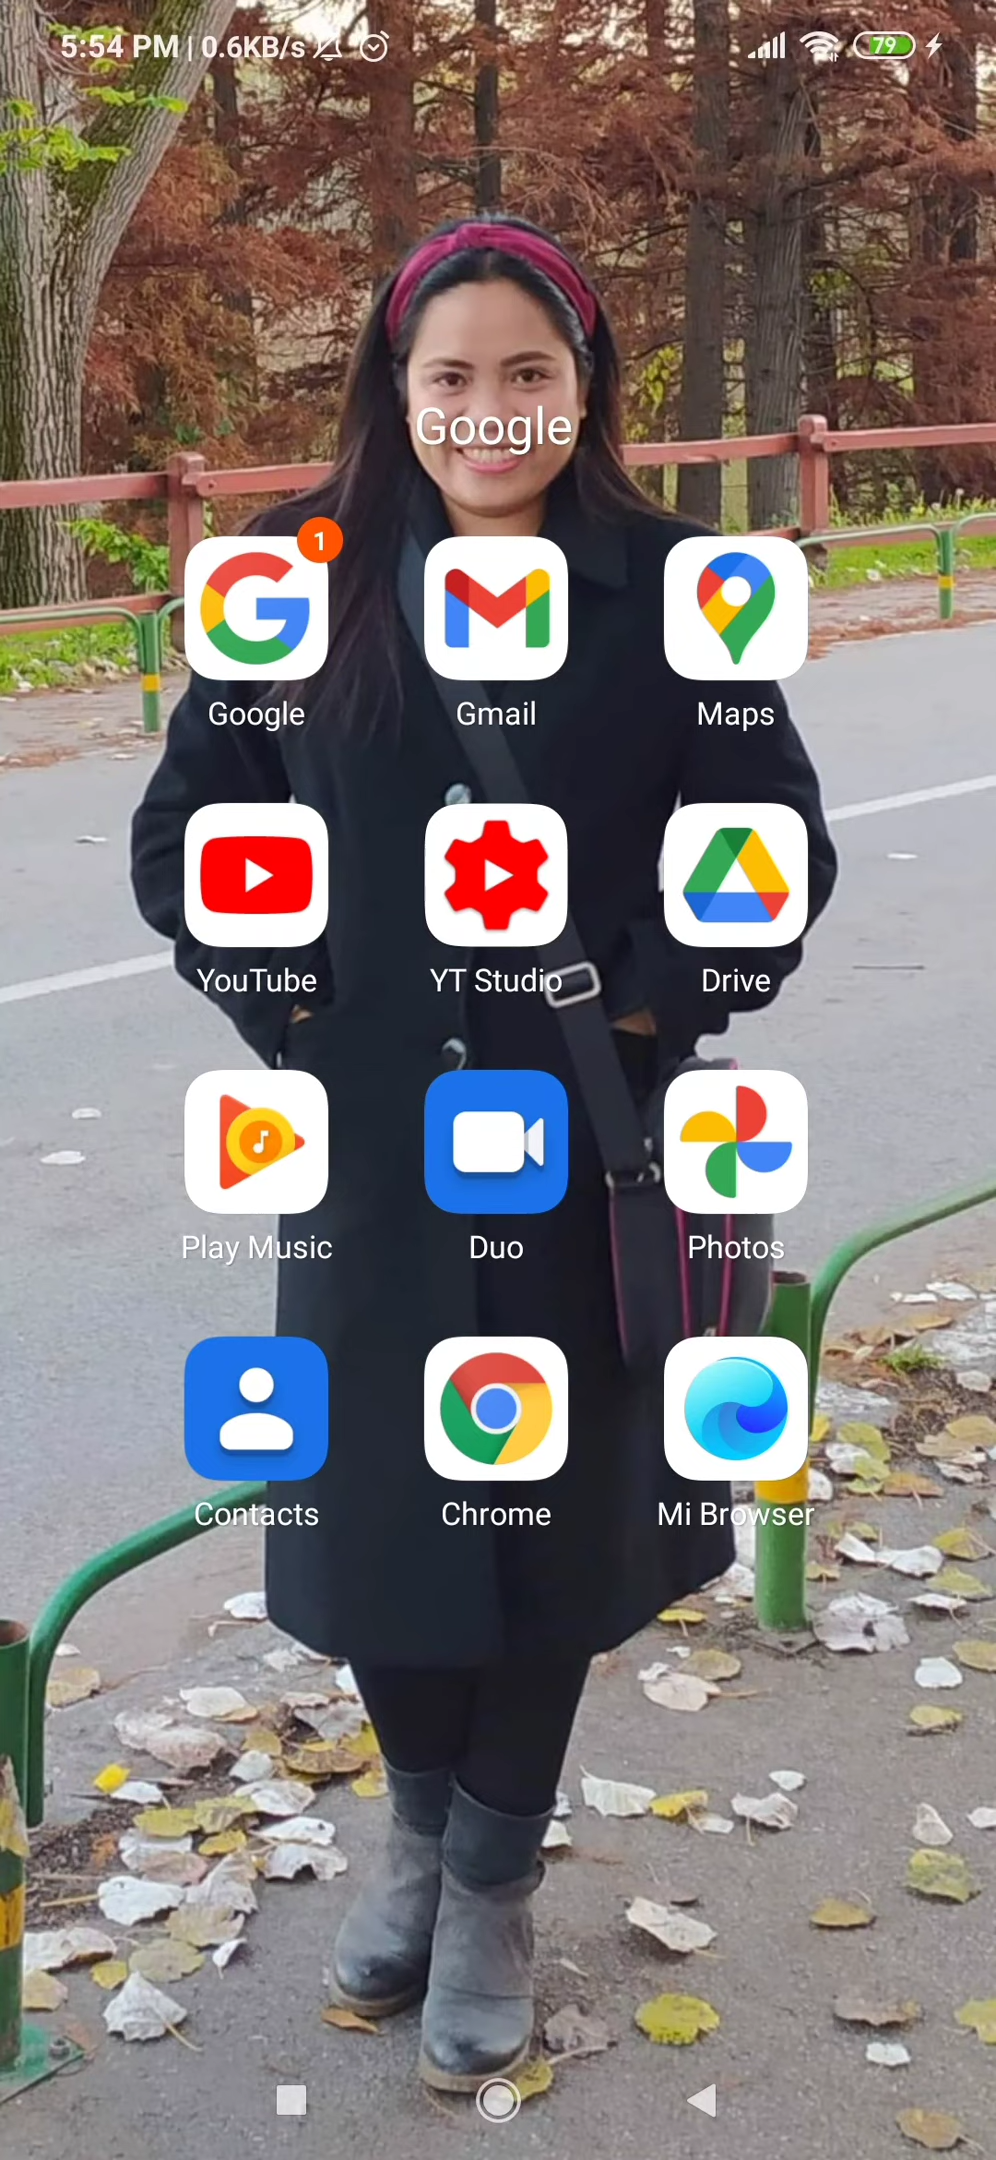 5:54 PM | 0.6KB/s
79
Google
1
Google
Gmail
Maps
YouTube
YT Studio
Drive
Play Music
Duo
Photos
Contacts
Chrome
Mi Browser